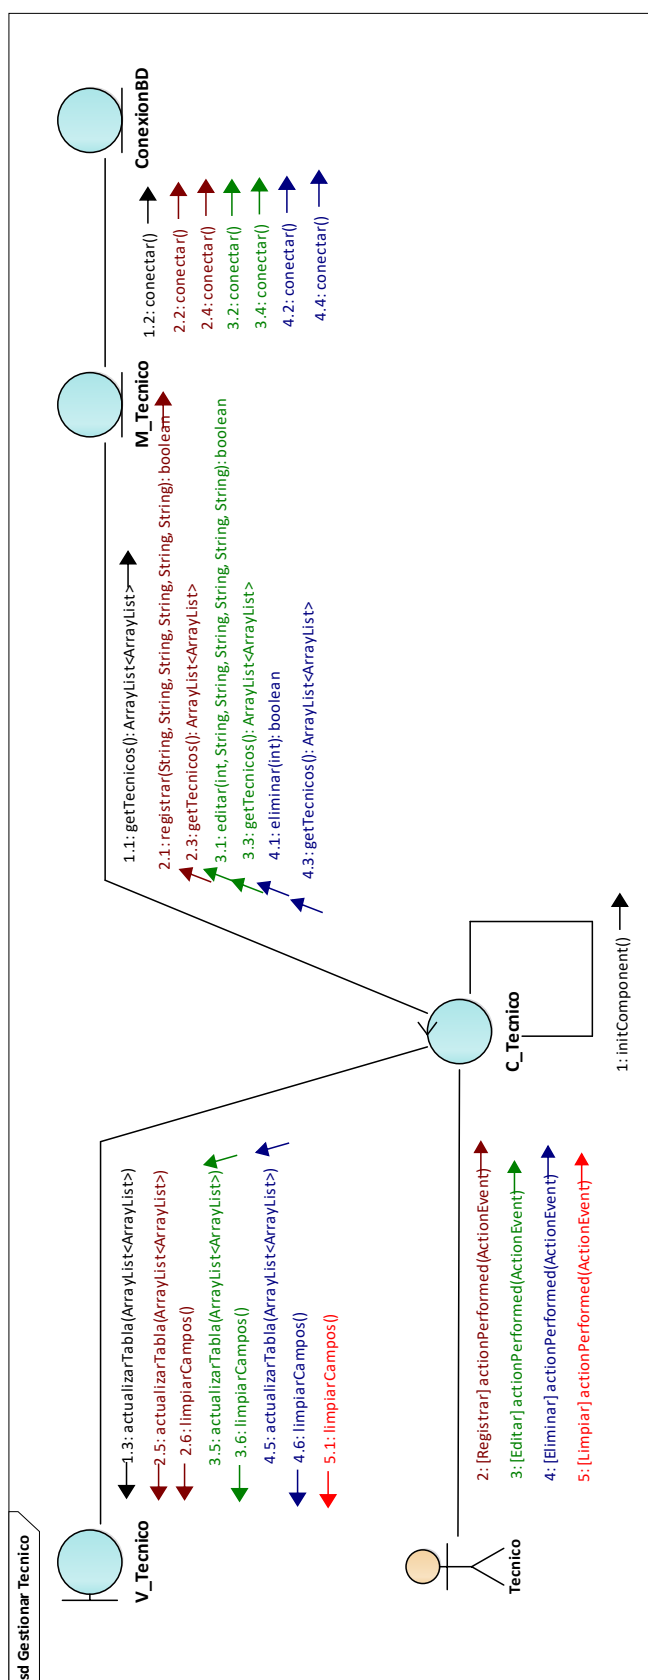 sd Gestionar Tecnico
V_Tecnico
1.3: actualizarTabla(ArrayList<ArrayList>)
2.5: actualizarTabla(ArrayList<ArrayList>)
2.6: limpiarCampos()
3.5: actualizarTabla(ArrayList<ArrayList>)
3.6: limpiarCampos()
4.5: actualizarTabla(ArrayList<ArrayList>)
4.6: limpiarCampos()
5.1: limpiarCampos()
1.1: getTecnicos(): ArrayList<ArrayList>
2.1: registrar(String, String, String, String, String): boolean
2.3: getTecnicos(): ArrayList<ArrayList>
3.1: editar(int, String, String, String, String, String): boolean
3.3: getTecnicos(): ArrayList<ArrayList>
4.1: eliminar(int): boolean
4.3: getTecnicos(): ArrayList<ArrayList>
M_Tecnico
1.2: conectar()
2.2: conectar()
2.4: conectar()
3.2: conectar()
3.4: conectar()
4.2: conectar()
4.4: conectar()
ConexionBD
Tecnico
2: [Registrar] actionPerformed(ActionEvent)
3: [Editar] actionPerformed(ActionEvent)
4: [Eliminar] actionPerformed(ActionEvent)
5: [Limpiar] actionPerformed(ActionEvent)
C_Tecnico
1: initComponent()